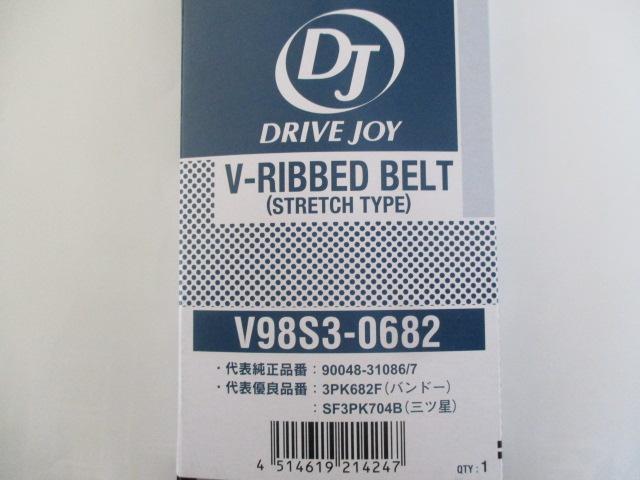 DJ
DRIVE JOY
V-RIBBED BELT
(STRETCH TYPE)
V98S3-0682
・代表純正品番：90048-31086/7
・代表優良品番：3PK682F（バンドー）
：SF3PK704B（三ツ星）
4 514619 214247
QTY : 1